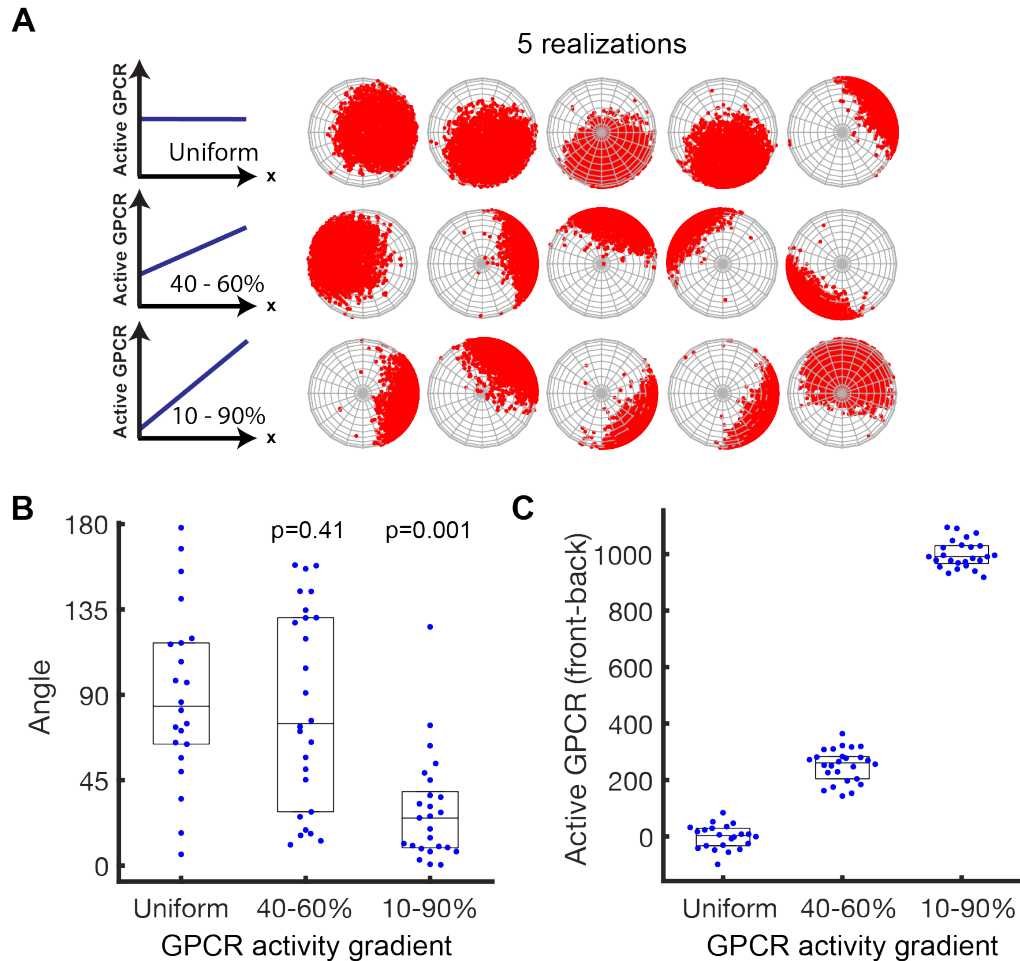 A
5 realizations
Active GPCR
Uniform
x
Active GPCR
40 - 60%
x
Active GPCR
10 - 90%
x
B
180
135
90
45
0
Angle
p=0.41
p=0.001
Uniform
40-60%
10-90%
GPCR activity gradient
C
1000
800
600
400
200
0
Active GPCR (front-back)
Uniform
40-60%
10-90%
GPCR activity gradient